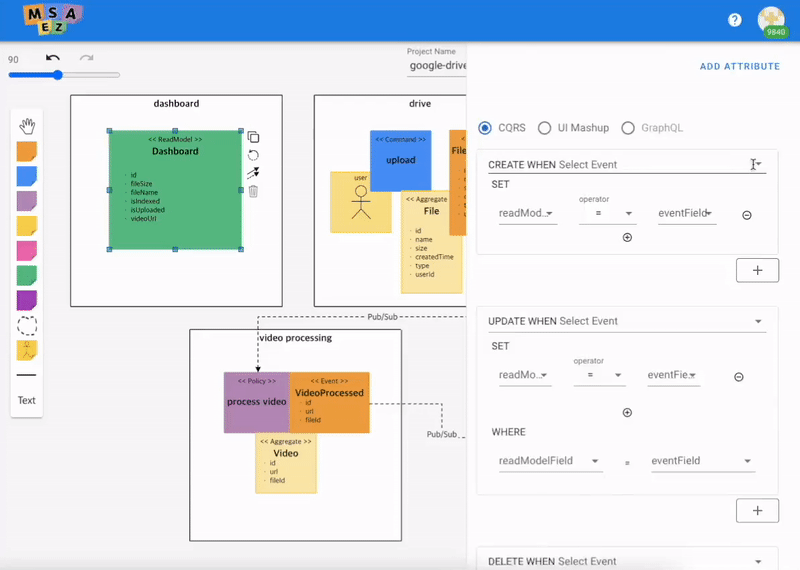 MSA
EZ
9840
90
Project Name
google-drive
ADD ATTRIBUTE
CQRS
UI Mashup
GraphQL
dashboard
<< ReadModel >>
Dashboard
· id
· fileSize
· fileName
· isIndexed
· isUploaded
· videoUrl
drive
<< Command >>
upload
user
File
<< Aggregate
File
· id
· name
· size
· createdTime
· type
· userid
Pub/Sub
video processing
<< Policy >>
process video
<< Event >>
VideoProcessed
· id
· url
· fileId
<< Aggregate >>
Video
· id
· url
· fileId
Pub/Sub
Text
CREATE WHEN Select Event
SET
readMod...
operator
=
eventField
+
UPDATE WHEN Select Event
SET
readMo...
operator
=
eventFie...
WHERE
readModelField
=
eventField
+
DELETE WHEN Select Event